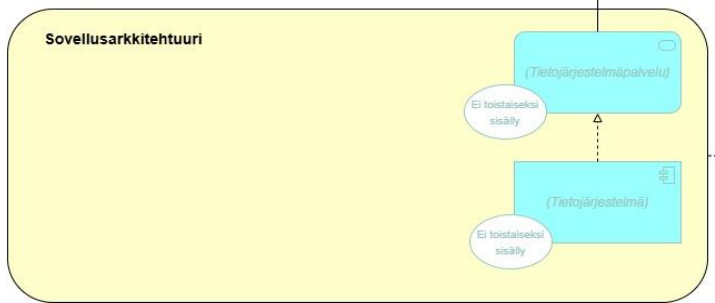 Sovellusarkkitehtuuri
(Tietojärjestelmäpalvelu)
Ei toistaiseksi
sisälly
(Tietojärjestelmä)
Ei toistaiseksi
sisälly